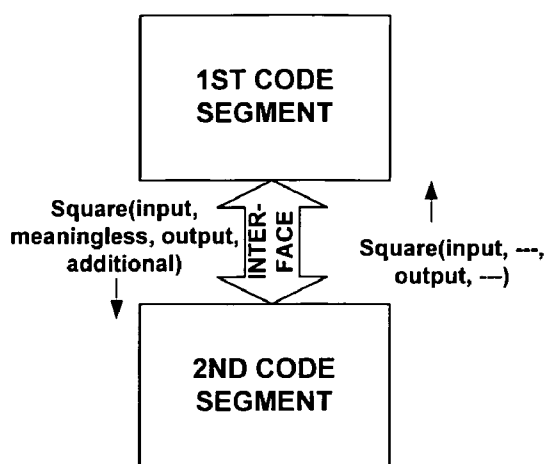 1ST CODE
SEGMENT
Square(input,
meaningless, output,
additional)
INTER-
FACE
Square(input, ---,
output, ---)
2ND CODE
SEGMENT